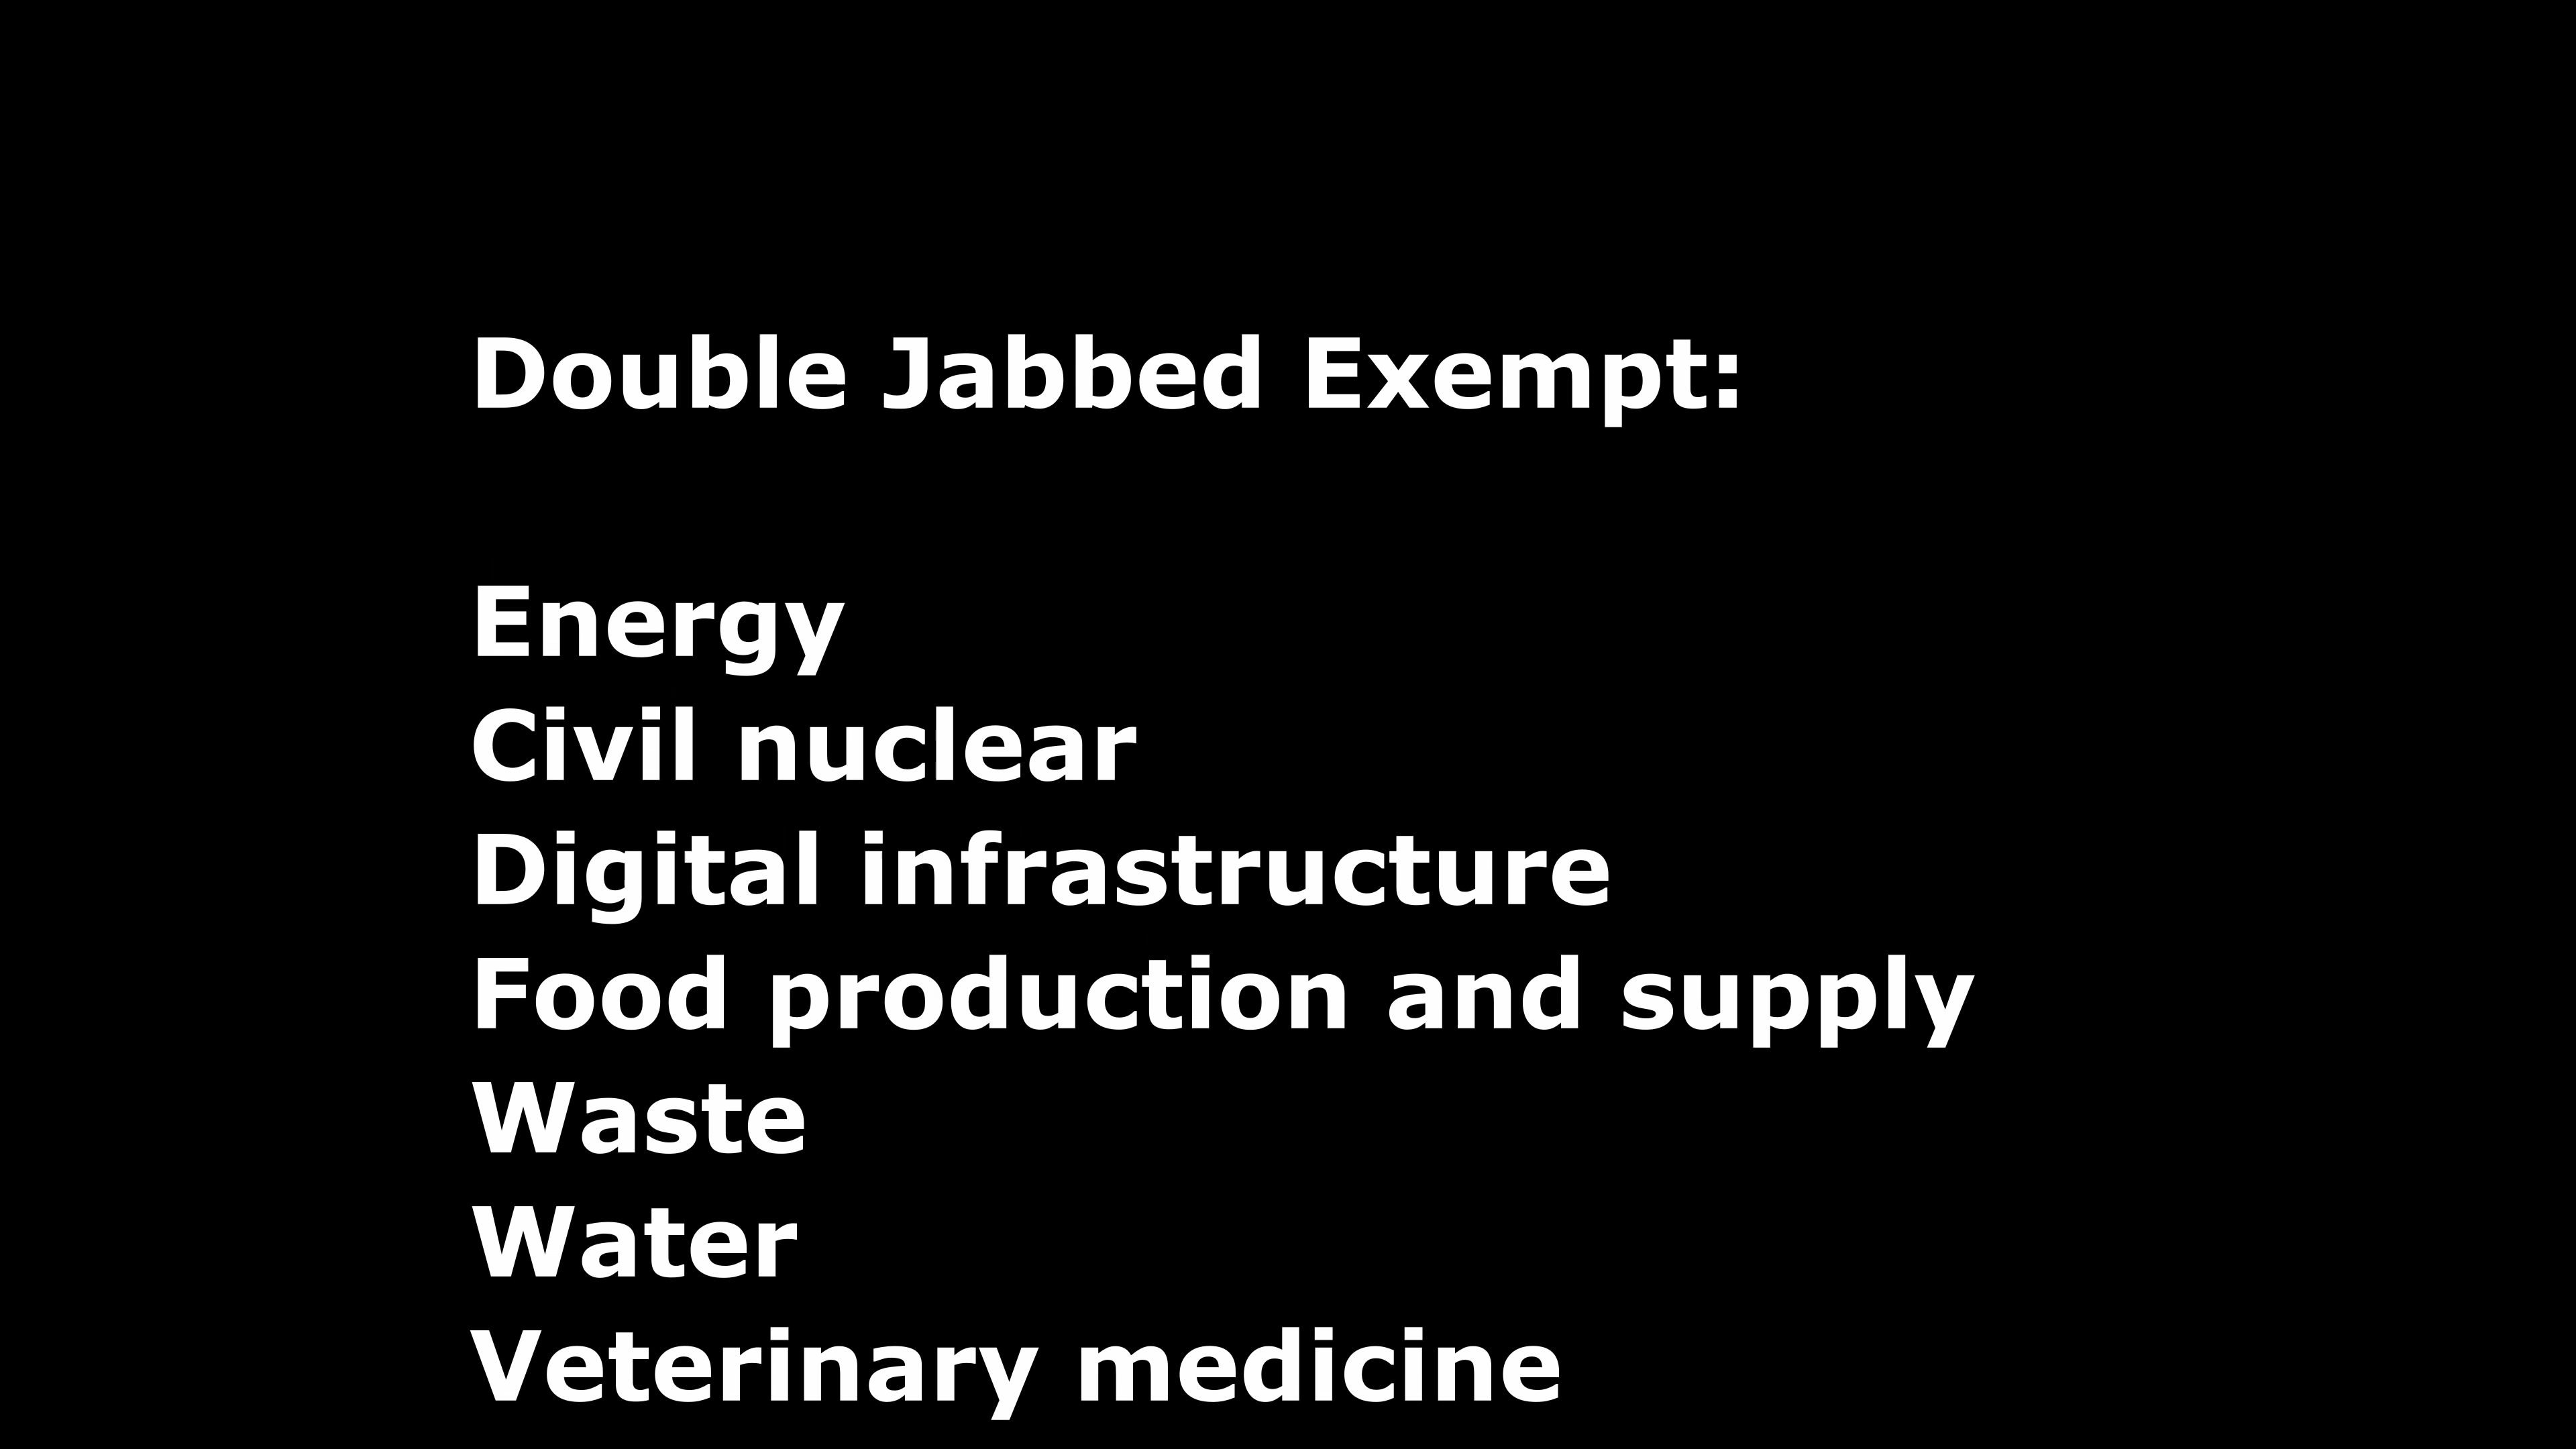 Double Jabbed Exempt:
Energy
Civil nuclear
Digital infrastructure
Food production and supply
Waste
Water
Veterinary medicine